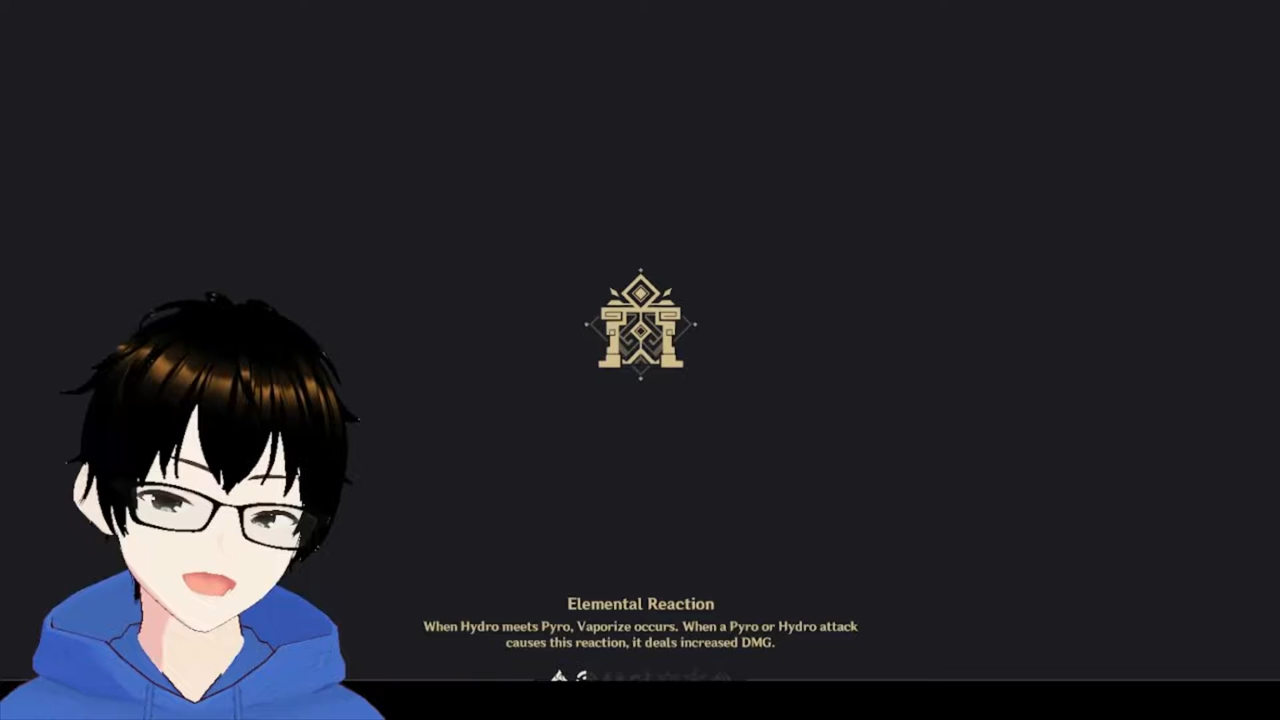 Elemental Reaction
When Hydro meets Pyro, Vaporize occurs. When a Pyro or Hydro attack
causes this reaction, it deals increased DMG.